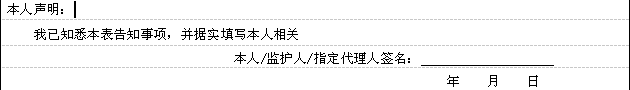 本人声明：
我已知悉本表告知事项，并据实填写本人相关
本人/监护人/指定代理人签名：
年 月 日